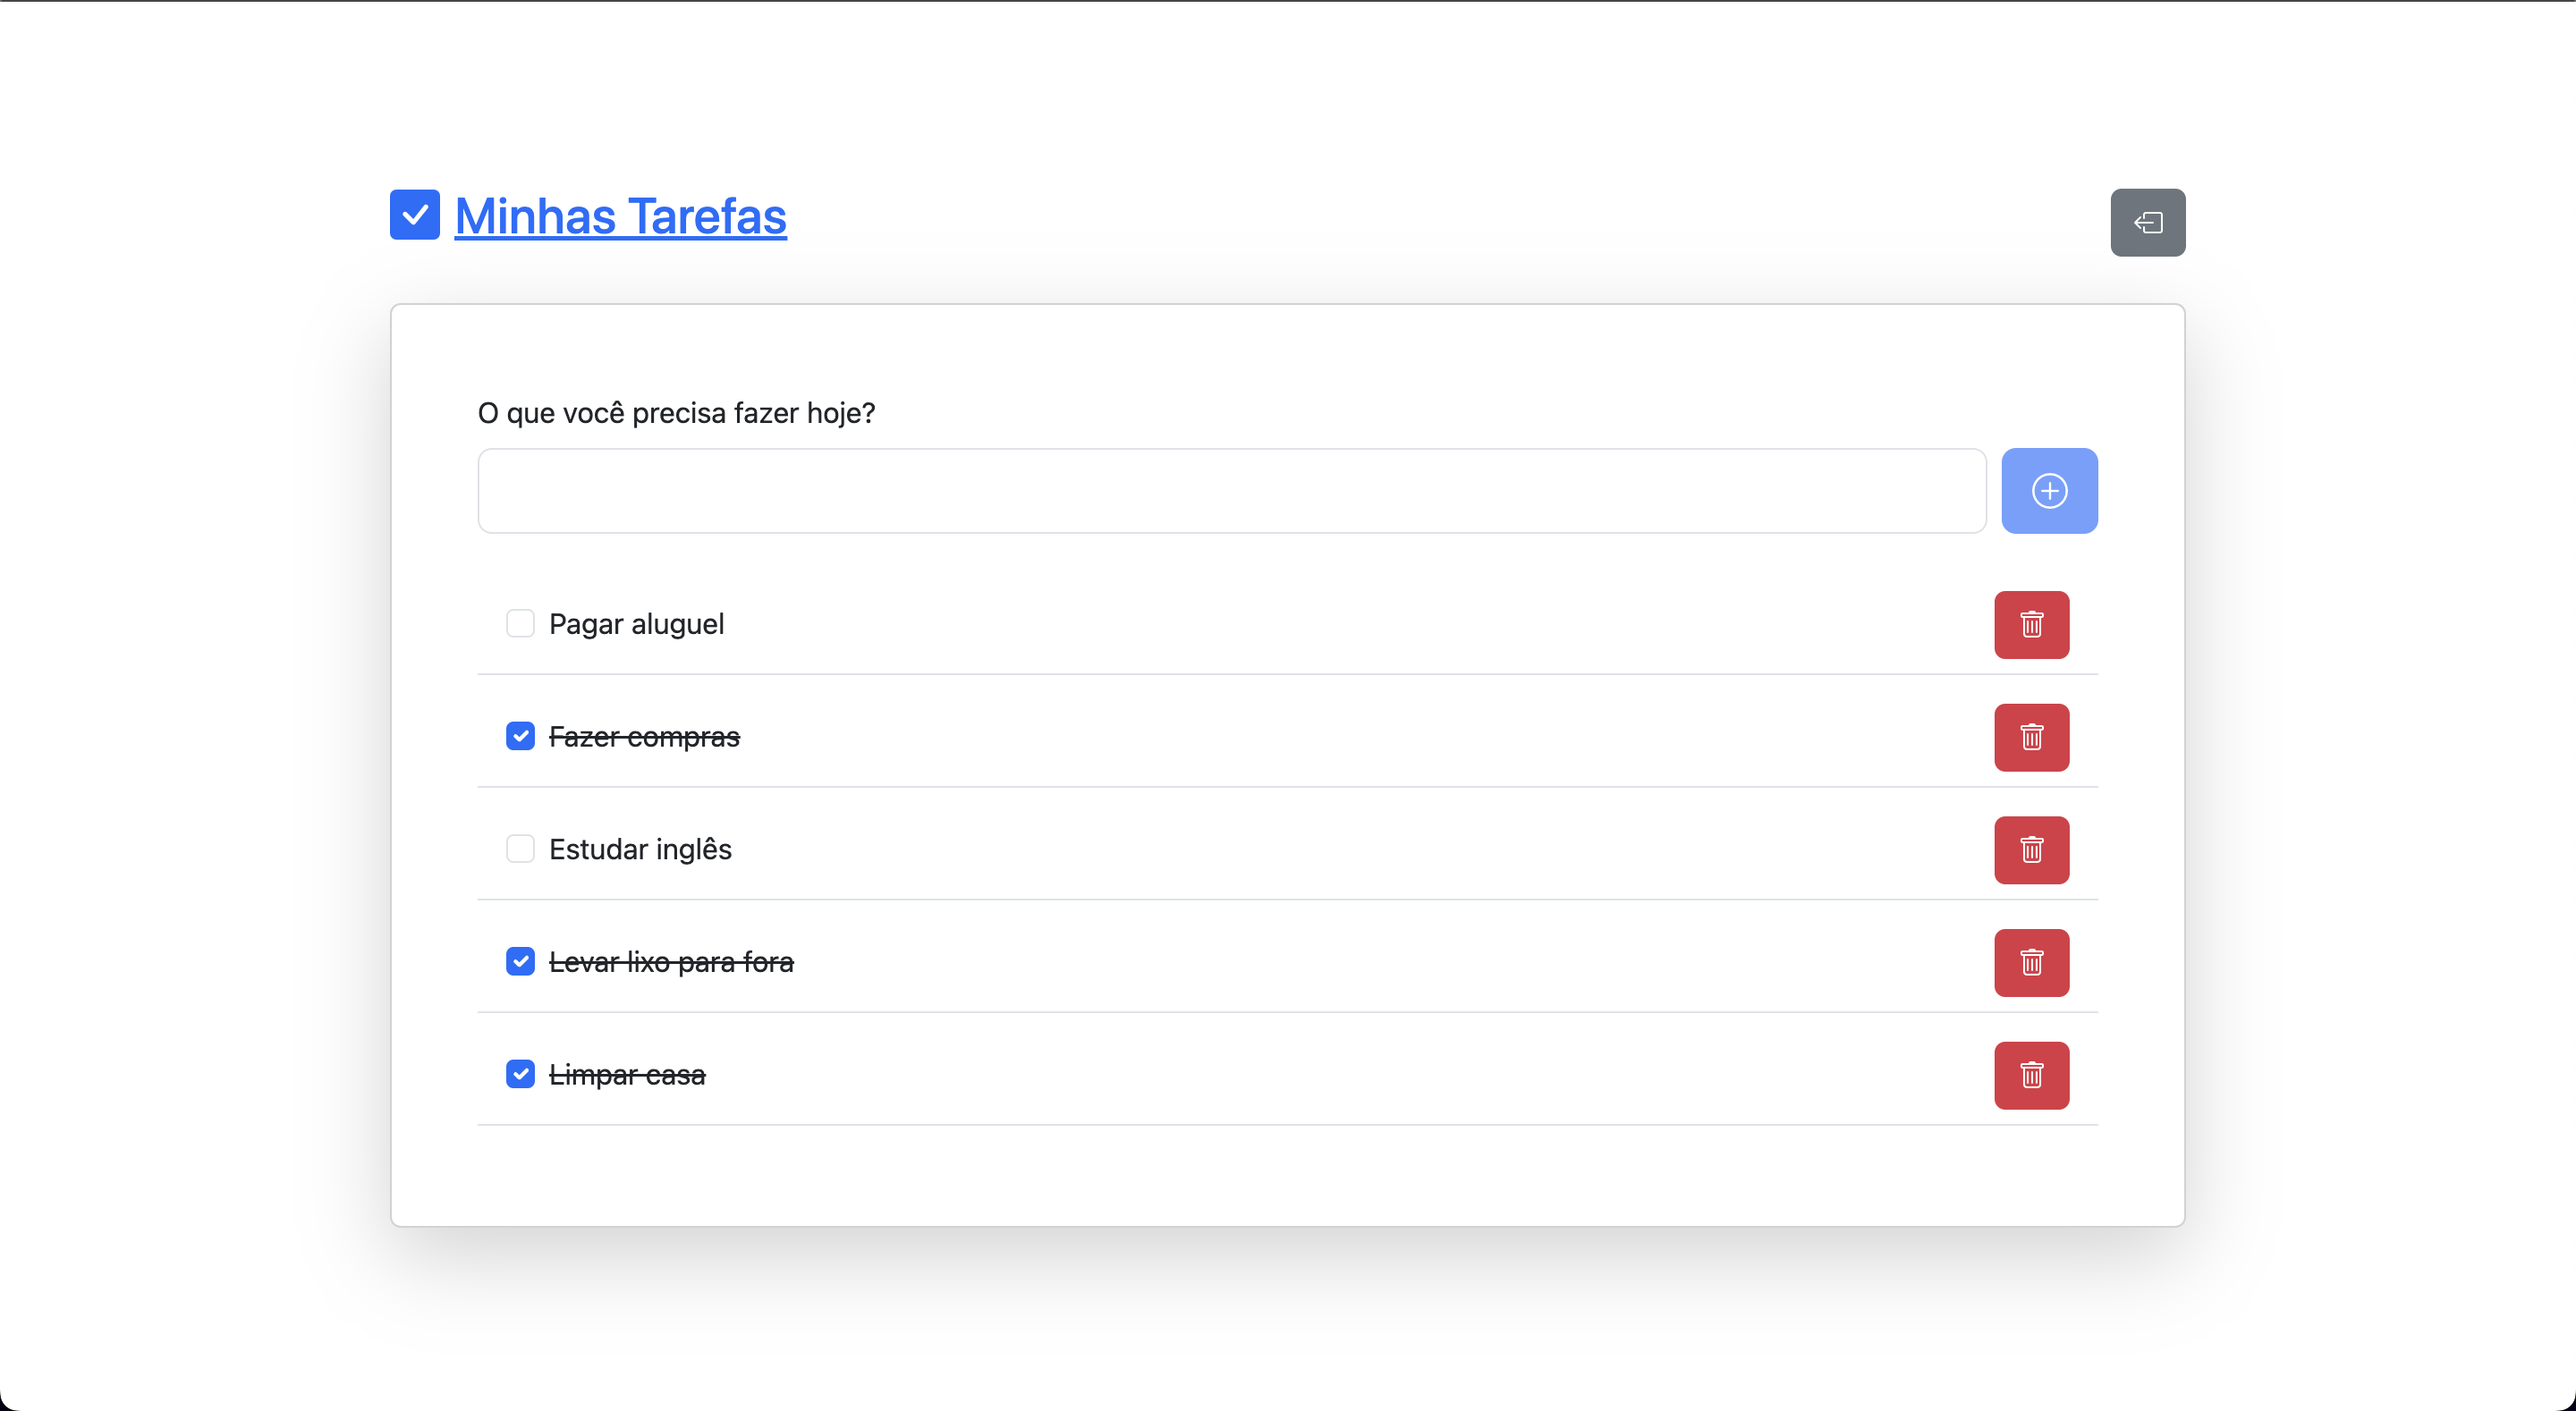 Minhas Tarefas
O que você precisa fazer hoje?
Pagar aluguel
Fazer compras
Estudar inglês
Levar lixo para fora
Limpar casa